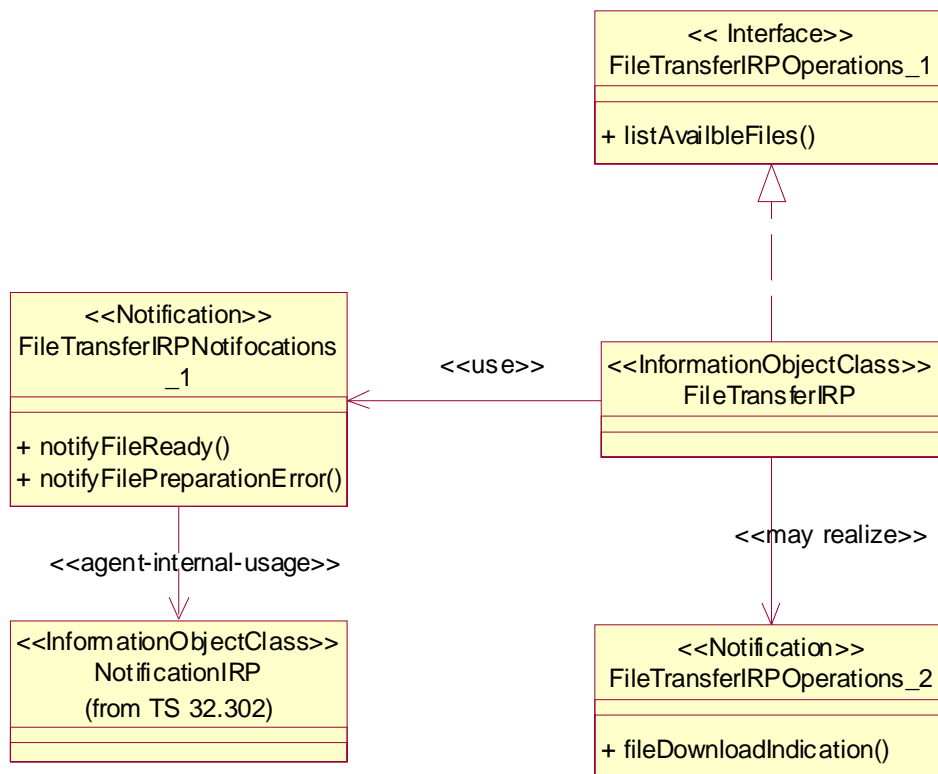 << Interface>>
FileTransferIRPOperations_1
+ listAvailbleFiles()
<<Notification>>
FileTransferIRPNotifocations
_1
+ notifyFileReady()
+ notifyFilePreparationError()
<<use>>
<<InformationObjectClass>>
FileTransferIRP
<<agent-internal-usage>>
<<may realize>>
<<InformationObjectClass>>
NotificationIRP
(from TS 32.302)
<<Notification>>
FileTransferIRPOperations_2
+ fileDownloadIndication()